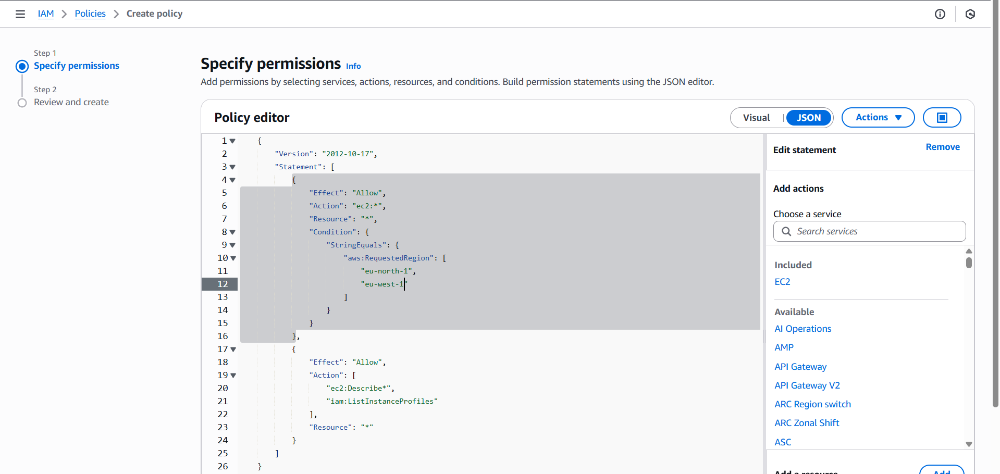 IAM > Policies > Create policy
Step 1
Specify permissions
Step 2
Review and create
Specify permissions Info
Add permissions by selecting services, actions, resources, and conditions. Build permission statements using the JSON editor.
Policy editor
Visual | JSON
Actions
1 {
2 "Version": "2012-10-17",
3 "Statement": [
4 {
5 "Effect": "Allow",
6 "Action": "ec2:*",
7 "Resource": "*",
8 "Condition": {
9 "StringEquals": {
10 "aws:RequestedRegion": [
11 "eu-north-1",
12 "eu-west-1"
13 ]
14 }
15 }
16 },
17 {
18 "Effect": "Allow",
19 "Action": [
20 "ec2:Describe*",
21 "iam:ListInstanceProfiles"
22 ],
23 "Resource": "*"
24 }
25 ]
26 }
Edit statement
Remove
Add actions
Choose a service
Search services
Included
EC2
Available
AI Operations
AMP
API Gateway
API Gateway V2
ARC Region switch
ARC Zonal Shift
ASC
Add a resource
Add